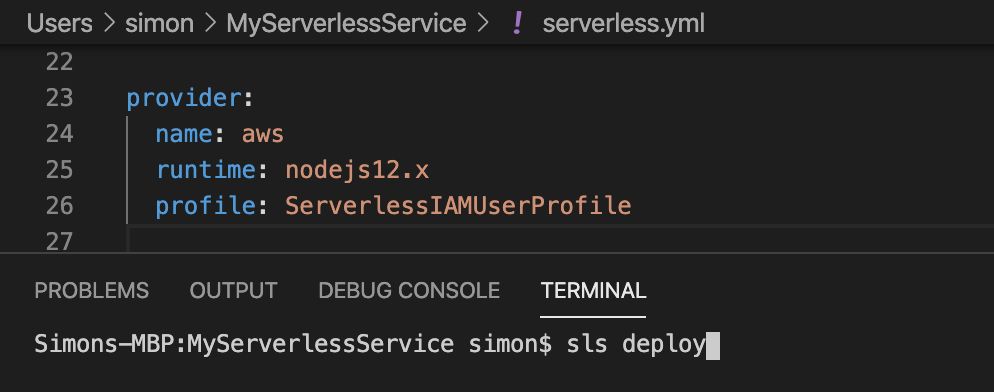 Users > simon > MyServerlessService > ! serverless.yml
22
23 provider:
24 name: aws
25 runtime: nodejs12.x
26 profile: ServerlessIAMUserProfile
27
PROBLEMS OUTPUT DEBUG CONSOLE TERMINAL
Simons-MBP:MyServerlessService simon$ sls deploy